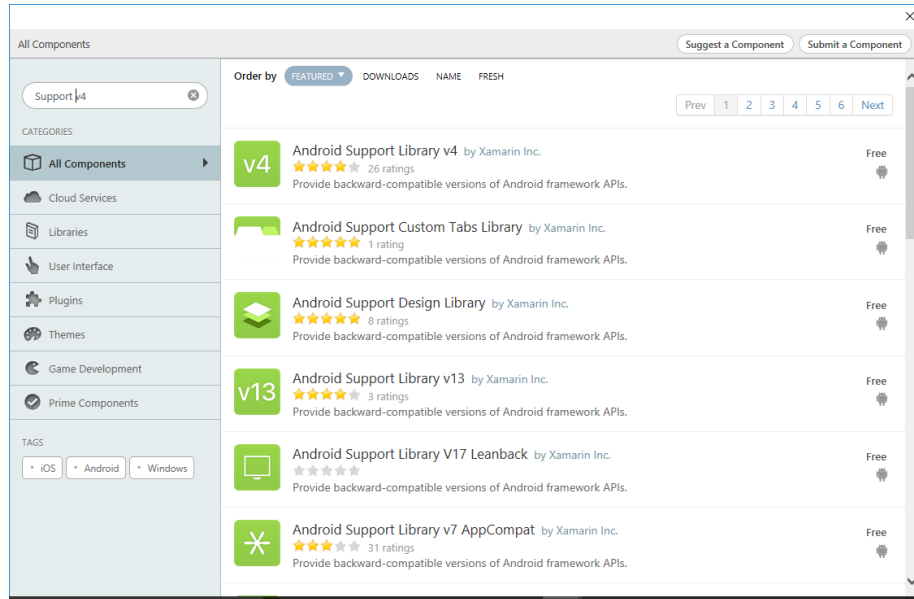 All Components
Suggest a Component
Submit a Component
Support v4
CATEGORIES
All Components
Cloud Services
Libraries
User Interface
Plugins
Themes
Game Development
Prime Components
TAGS
• iOS
• Android
• Windows
Order by FEATURED ▼ DOWNLOADS NAME FRESH
Prev 1 2 3 4 5 6 Next
v4
Android Support Library v4 by Xamarin Inc.
26 ratings
Provide backward-compatible versions of Android framework APIs.
Free
Android Support Custom Tabs Library by Xamarin Inc.
1 rating
Provide backward-compatible versions of Android framework APIs.
Free
Android Support Design Library by Xamarin Inc.
8 ratings
Provide backward-compatible versions of Android framework APIs.
Free
v13
Android Support Library v13 by Xamarin Inc.
3 ratings
Provide backward-compatible versions of Android framework APIs.
Free
Android Support Library V17 Leanback by Xamarin Inc.
Provide backward-compatible versions of Android framework APIs.
Free
Android Support Library v7 AppCompat by Xamarin Inc.
31 ratings
Provide backward-compatible versions of Android framework APIs.
Free